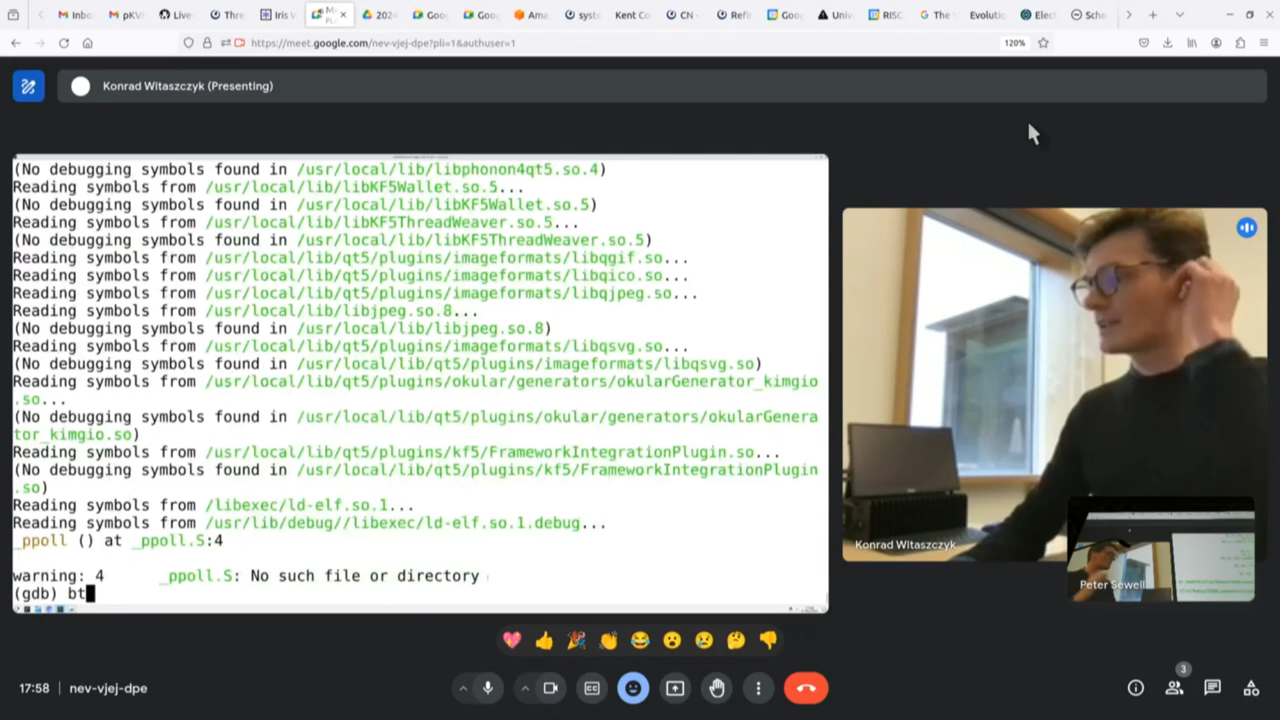 Inbo
pKV
Live
Thre
Iris V
Me
202
Goo
Goo
Ama
syst
Kent Co
CN -
Refin
Goo
Univ
RISC
The V
Evoluti
Elect
Sche
https://meet.google.com/nev-vjej-dpe?pli=1&authuser=1
120%
Konrad Witaszczyk (Presenting)
(No debugging symbols found in /usr/local/lib/libphonon4qt5.so.4)
Reading symbols from /usr/local/lib/libKF5Wallet.so.5...
(No debugging symbols found in /usr/local/lib/libKF5Wallet.so.5)
Reading symbols from /usr/local/lib/libKF5ThreadWeaver.so.5...
(No debugging symbols found in /usr/local/lib/libKF5ThreadWeaver.so.5)
Reading symbols from /usr/local/lib/qt5/plugins/imageformats/libqgif.so...
Reading symbols from /usr/local/lib/qt5/plugins/imageformats/libqico.so...
Reading symbols from /usr/local/lib/qt5/plugins/imageformats/libqjpeg.so...
Reading symbols from /usr/local/lib/libjpeg.so.8...
(No debugging symbols found in /usr/local/lib/libjpeg.so.8)
Reading symbols from /usr/local/lib/qt5/plugins/imageformats/libqsvg.so...
(No debugging symbols found in /usr/local/lib/qt5/plugins/imageformats/libqsvg.so)
Reading symbols from /usr/local/lib/qt5/plugins/okular/generators/okularGenerator_kimgio
.so...
(No debugging symbols found in /usr/local/lib/qt5/plugins/okular/generators/okularGenera
tor_kimgio.so)
Reading symbols from /usr/local/lib/qt5/plugins/kf5/FrameworkIntegrationPlugin.so...
(No debugging symbols found in /usr/local/lib/qt5/plugins/kf5/FrameworkIntegrationPlugin
.so)
Reading symbols from /libexec/ld-elf.so.1...
Reading symbols from /usr/lib/debug//libexec/ld-elf.so.1.debug...
_ppoll () at _ppoll.S:4
warning: 4 _ppoll.S: No such file or directory
(gdb) bt
Konrad Witaszczyk
Peter Sewell
17:58 | nev-vjej-dpe
3